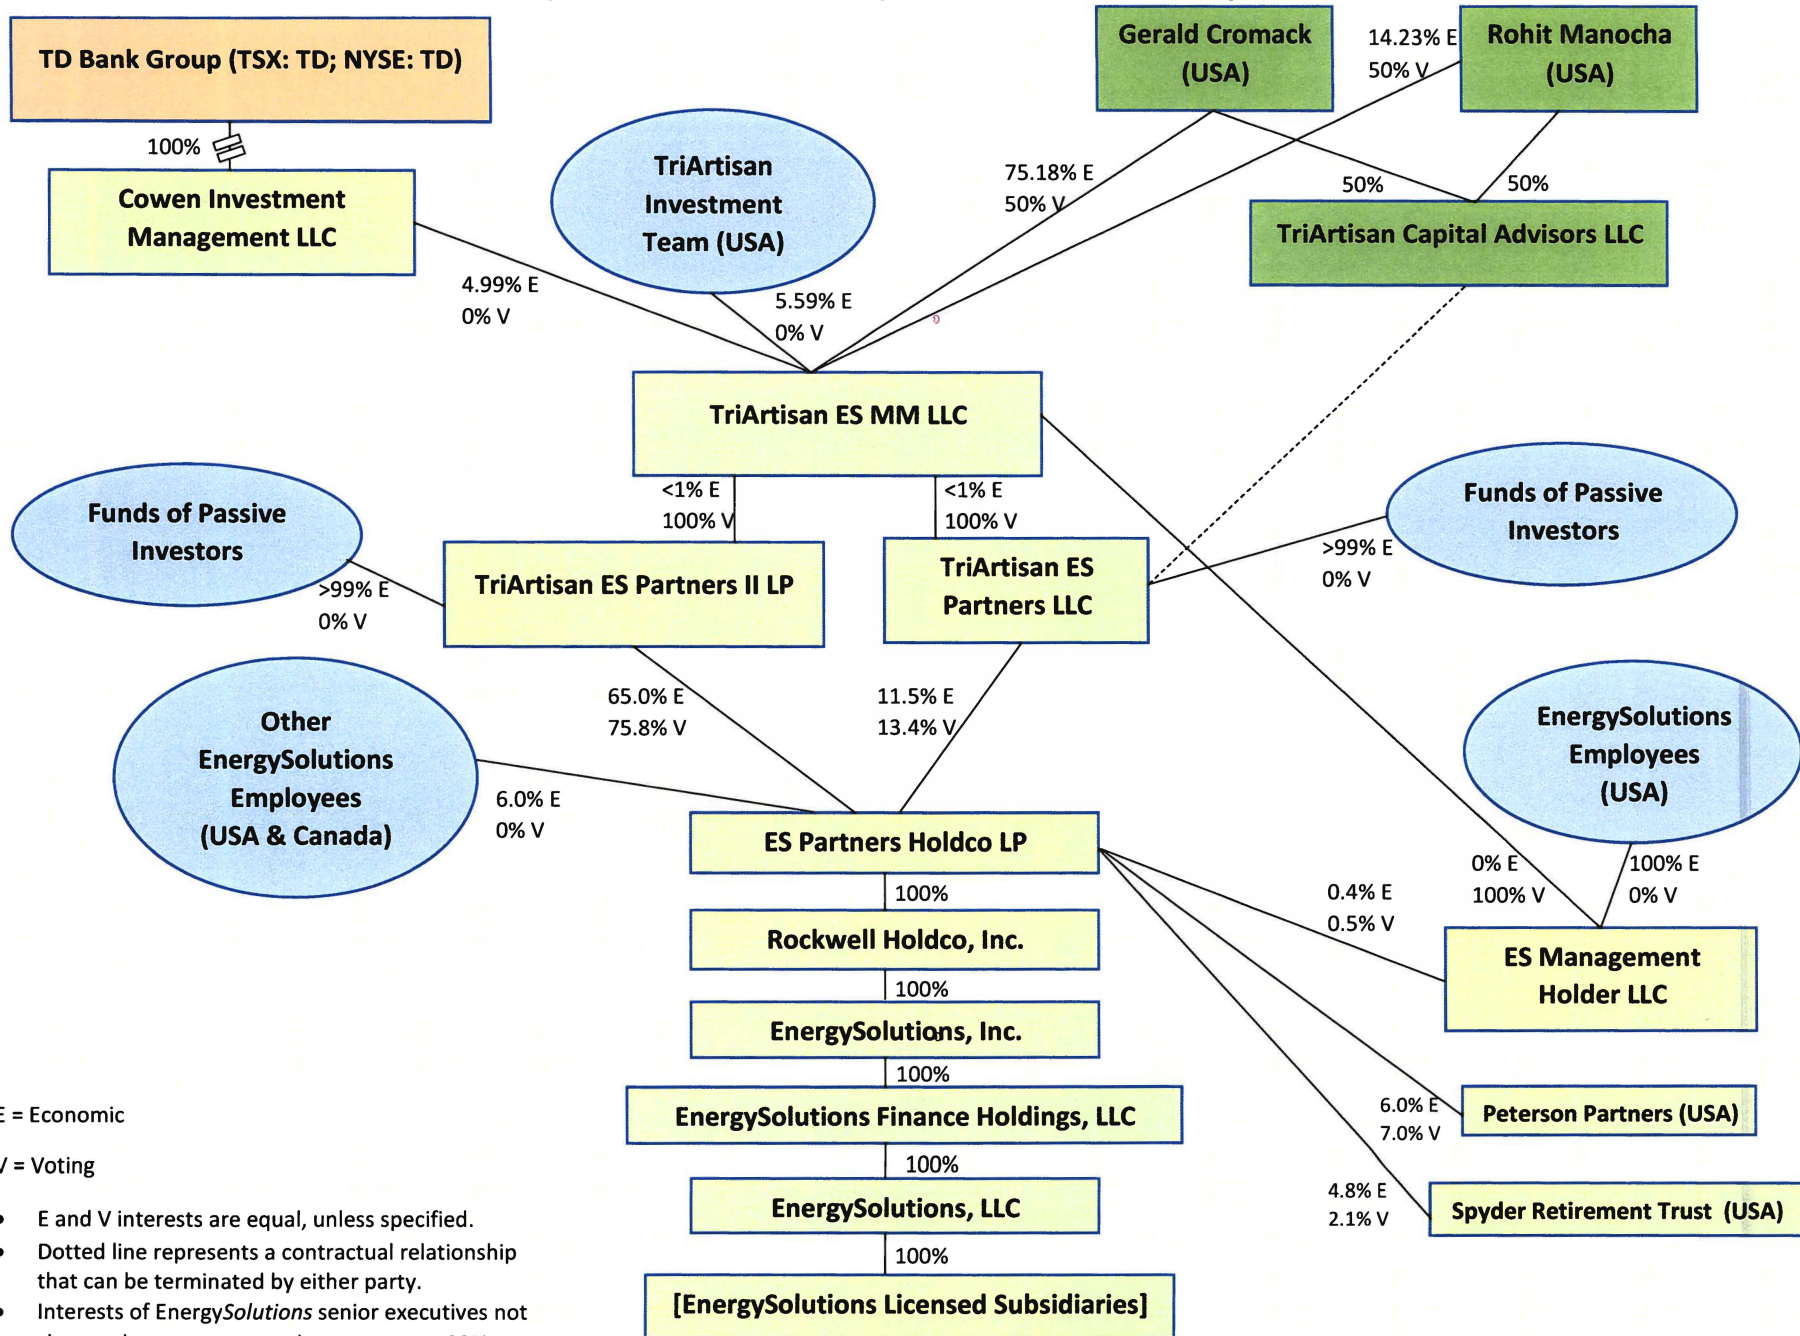 TD Bank Group (TSX: TD; NYSE: TD)
Gerald Cromack
(USA)
14.23% E
50% V
Rohit Manocha
(USA)
100%
Cowen Investment
Management LLC
TriArtisan
Investment
Team (USA)
75.18% E
50% V
50%
50%
TriArtisan Capital Advisors LLC
4.99% E
0% V
5.59% E
0% V
TriArtisan ES MM LLC
<1% E
100% V
<1% E
100% V
Funds of Passive
Investors
>99% E
0% V
TriArtisan ES Partners II LP
TriArtisan ES
Partners LLC
Funds of Passive
Investors
>99% E
0% V
65.0% E
75.8% V
11.5% E
13.4% V
Other
EnergySolutions
Employees
(USA & Canada)
6.0% E
0% V
EnergySolutions
Employees
(USA)
ES Partners Holdco LP
0% E
100% V
100% E
0% V
100%
0.4% E
0.5% V
Rockwell Holdco, Inc.
ES Management
Holder LLC
100%
EnergySolutions, Inc.
100%
EnergySolutions Finance Holdings, LLC
6.0% E
7.0% V
Peterson Partners (USA)
100%
EnergySolutions, LLC
4.8% E
2.1% V
Spyder Retirement Trust (USA)
100%
[EnergySolutions Licensed Subsidiaries]
E = Economic
V = Voting
• E and V interests are equal, unless specified.
• Dotted line represents a contractual relationship
that can be terminated by either party.
• Interests of EnergySolutions senior executives not